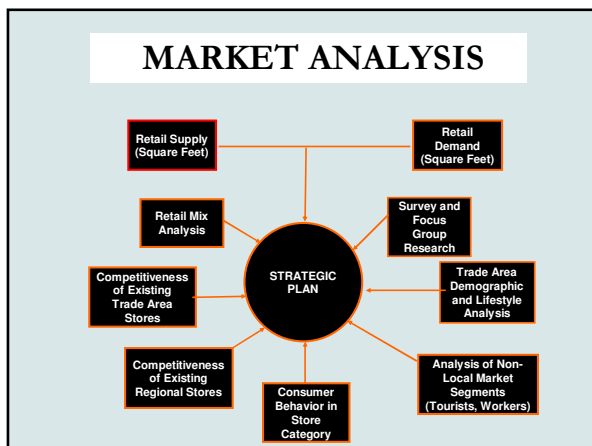 MARKET ANALYSIS
Retail Supply
(Square Feet)
Retail
Demand
(Square Feet)
Retail Mix
Analysis
Survey and
Focus
Group
Research
STRATEGIC
PLAN
Competitiveness
of Existing
Trade Area
Stores
Trade Area
Demographic
and Lifestyle
Analysis
Competitiveness
of Existing
Regional Stores
Consumer
Behavior in
Store
Category
Analysis of Non-
Local Market
Segments
(Tourists, Workers)